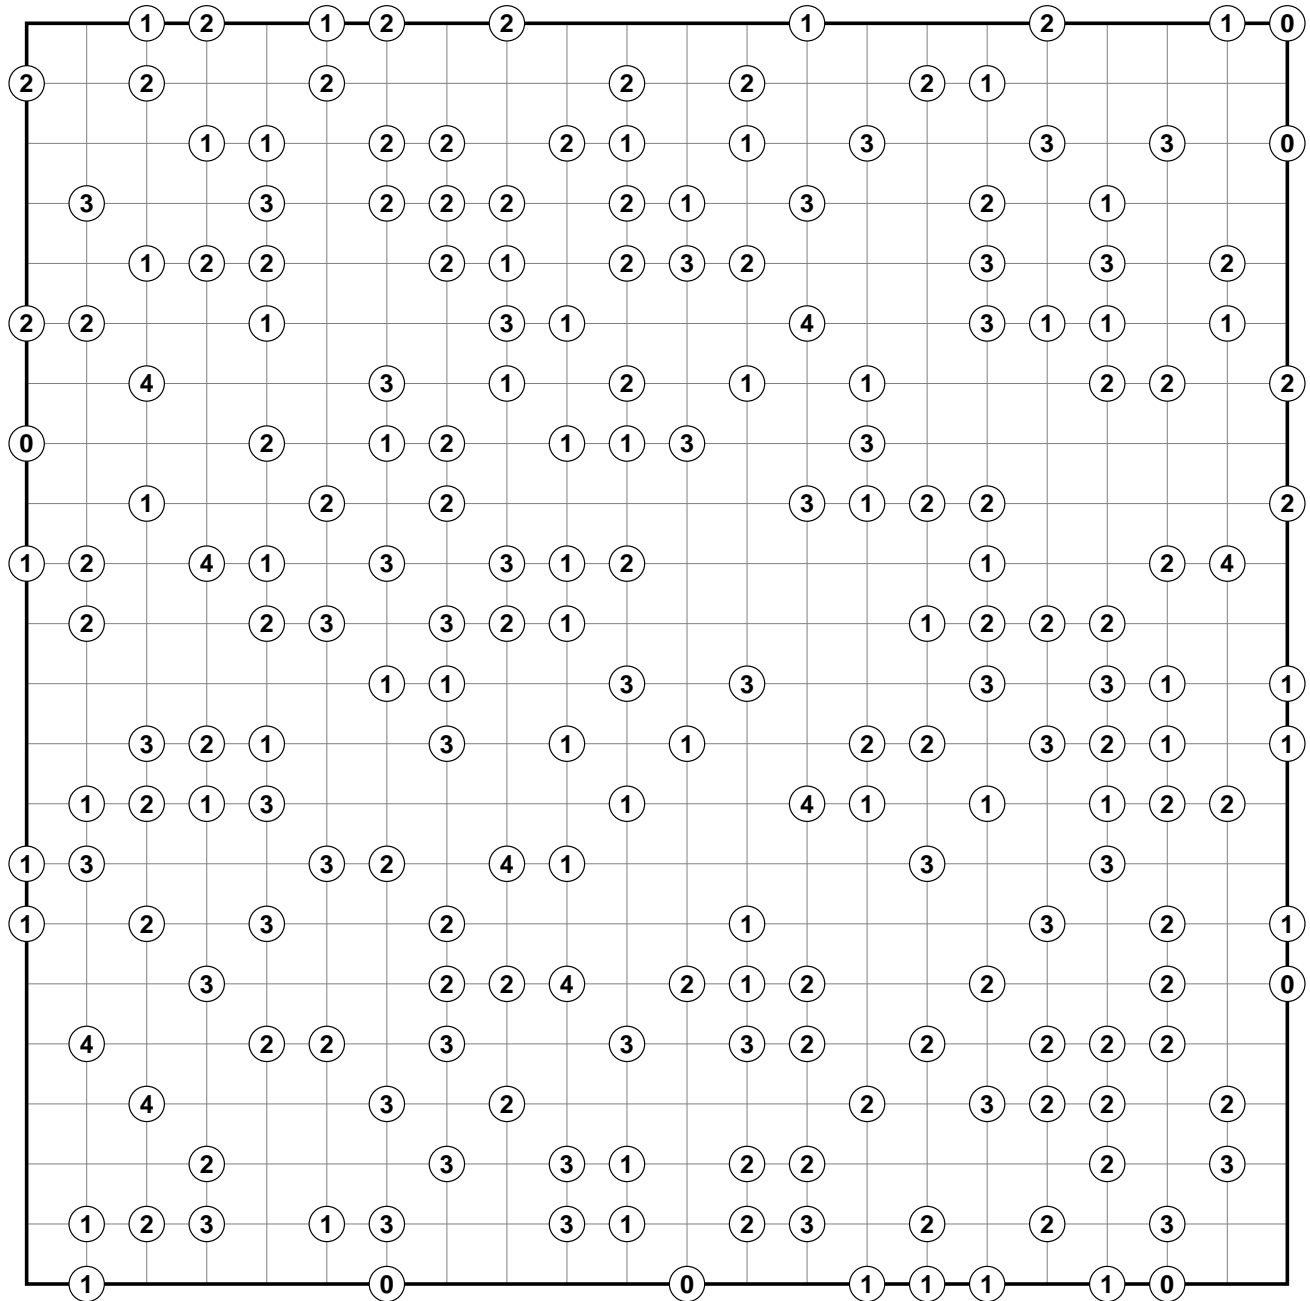 1 2 1 2 2 1 2 1 0
2 2 2 2 2 2 1
1 1 2 2 2 1 1 3 3 3 0
3 3 2 2 2 2 1 3 2 1
1 2 2 2 1 2 3 2 3 3 2
2 2 1 3 1 4 3 1 1 1
4 3 1 2 1 1 2 2 2
0 2 1 2 1 1 3 3
1 2 2 3 1 2 2 2
1 2 4 1 3 3 1 2 1 2 4
2 2 3 3 2 1 1 2 2 2
1 1 3 3 3 3 1 1
3 2 1 3 1 1 2 2 3 2 1 1
1 2 1 3 1 4 1 1 1 2 2
1 3 3 2 4 1 3 3
1 2 3 2 1 3 2 1
3 2 2 4 2 1 2 2 2 0
4 2 2 3 3 3 2 2 2 2 2
4 3 2 2 3 2 2 2
2 3 3 1 2 2 2 3
1 2 3 1 3 3 1 2 3 2 2 3
1 0 0 1 1 1 1 0